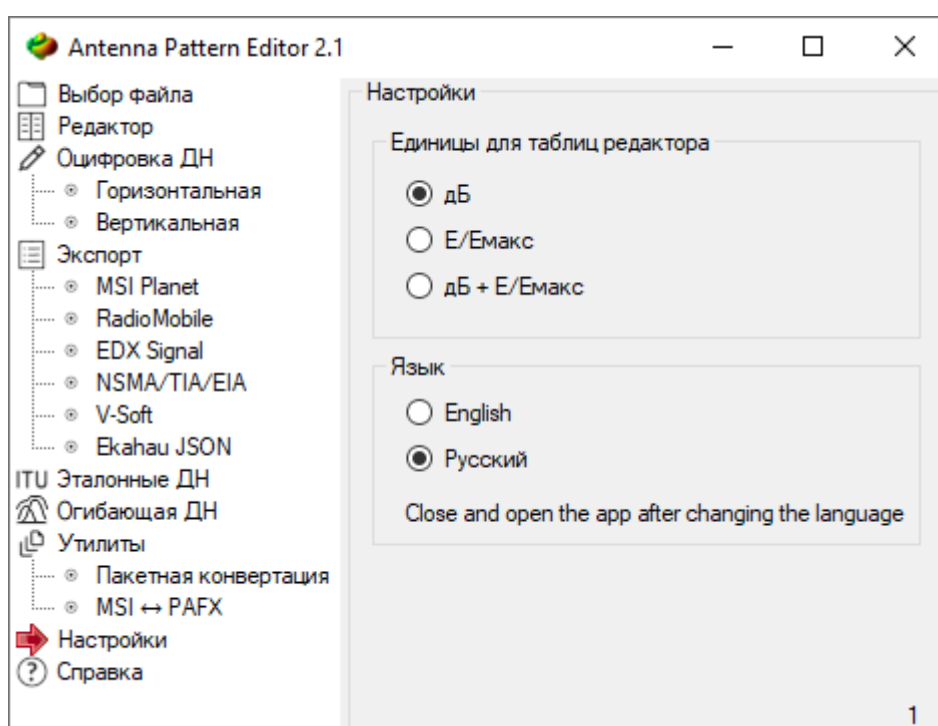 Antenna Pattern Editor 2.1
Выбор файла
Редактор
Оцифровка ДН
Горизонтальная
Вертикальная
Экспорт
MSI Planet
RadioMobile
EDX Signal
NSMA/TIA/EIA
V-Soft
Ekahau JSON
ITU Эталонные ДН
Огибающая ДН
Утилиты
Пакетная конвертация
MSI ↔ PAFX
Настройки
Справка
Настройки
Единицы для таблиц редактора
дБ
E/Eмакс
дБ + E/Eмакс
Язык
English
Русский
Close and open the app after changing the language
1